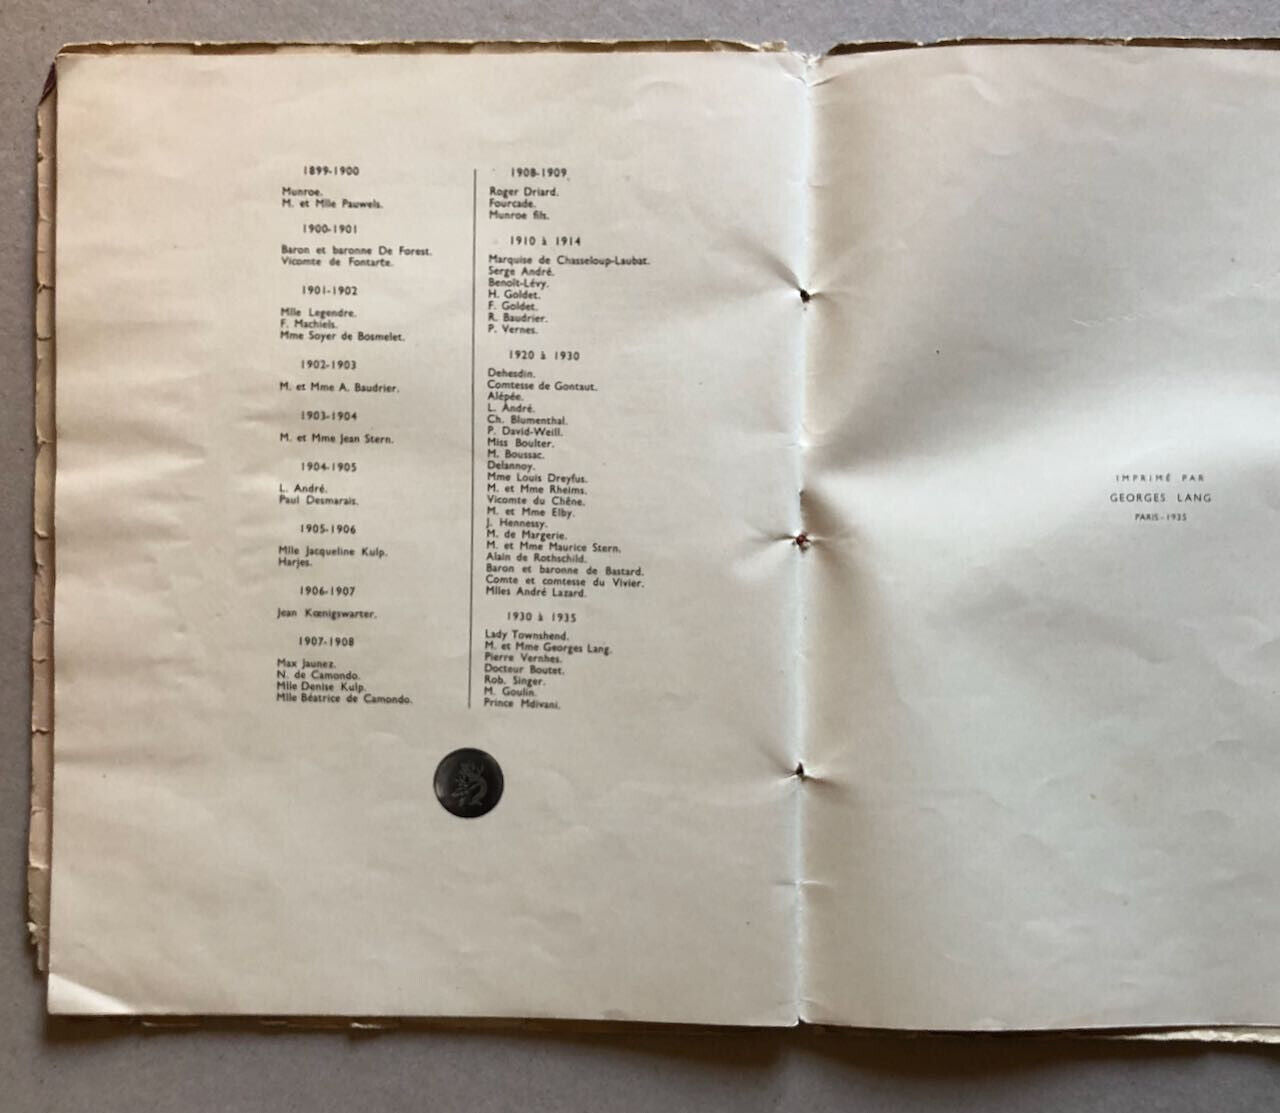 1899-1900
Munroe.
M. et Mlle Pauwels.
1900-1901
Baron et baronne De Forest.
Vicomte de Fontarte.
1901-1902
Mlle Legendre.
F. Machiels.
Mme Soyer de Bosmelet.
1902-1903
M. et Mme A. Baudrier.
1903-1904
M. et Mme Jean Stern.
1904-1905
L. André.
Paul Desmarais.
1905-1906
Mlle Jacqueline Kulp.
Harjes.
1906-1907
Jean Kœnigswarter.
1907-1908
Max Jaunez.
N. de Camondo.
Mlle Denise Kulp.
Mlle Béatrice de Camondo.
1908-1909
Roger Driard.
Fourcade.
Munroe fils.
1910 à 1914
Marquise de Chasseloup-Laubat.
Serge André.
Benoît-Lévy.
H. Goldet.
F. Goldet.
R. Baudrier.
P. Vernes.
1920 à 1930
Dehesdin.
Comtesse de Gontaut.
Alépée.
L. André.
Ch. Blumenthal.
P. David-Weill.
Miss Boulter.
M. Boussac.
Delannoy.
Mme Louis Dreyfus.
M. et Mme Rheims.
Vicomte du Chêne.
M. et Mme Elby.
J. Hennessy.
M. de Margerie.
M. et Mme Maurice Stern.
Alain de Rothschild.
Baron et baronne de Bastard.
Comte et comtesse du Vivier.
Mlles André Lazard.
1930 à 1935
Lady Townshend.
M. et Mme Georges Lang.
Pierre Vernhes.
Docteur Boutet.
Rob. Singer.
M. Goulin.
Prince Mdivani.
IMPRIMÉ PAR
GEORGES LANG
PARIS-1935